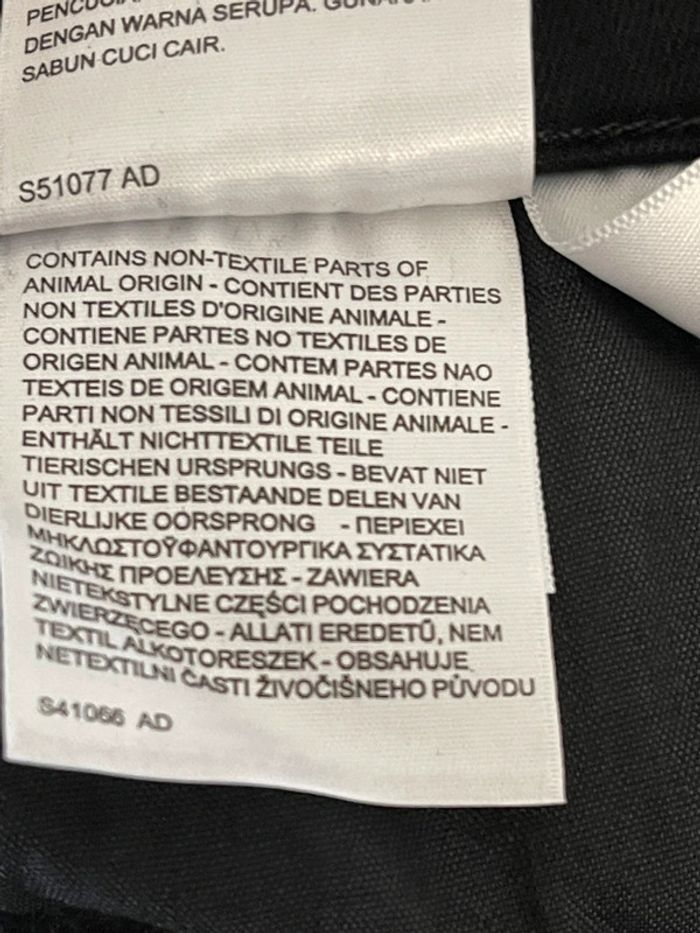 DENGAN WARNA SERUPA.
SABUN CUCI CAIR.
S51077 AD
CONTAINS NON-TEXTILE PARTS OF
ANIMAL ORIGIN - CONTIENT DES PARTIES
NON TEXTILES D'ORIGINE ANIMALE -
CONTIENE PARTES NO TEXTILES DE
ORIGEN ANIMAL - CONTEM PARTES NAO
TEXTEIS DE ORIGEM ANIMAL - CONTIENE
PARTI NON TESSILI DI ORIGINE ANIMALE -
ENTHÄLT NICHTTEXTILE TEILE
TIERISCHEN URSPRUNGS - BEVAT NIET
UIT TEXTILE BESTAANDE DELEN VAN
DIERLIJKE OORSPRONG - ΠΕΡΙΕΧΕΙ
ΜΗΚΛΩΣΤΟΫΦΑΝΤΟΥΡΓΙΚΑ ΣΥΣΤΑΤΙΚΑ
ΖΩΙΚΗΣ ΠΡΟΕΛΕΥΣΗΣ - ZAWIERA
NIETEKSTYLNE CZĘŚCI POCHODZENIA
ZWIERZĘCEGO - ALLATI EREDETŰ, NEM
TEXTIL ALKOTORESZEK - OBSAHUJE
NETEXTILNI ČASTI ŽIVOČIŠNEHO PŮVODU
S41066 AD